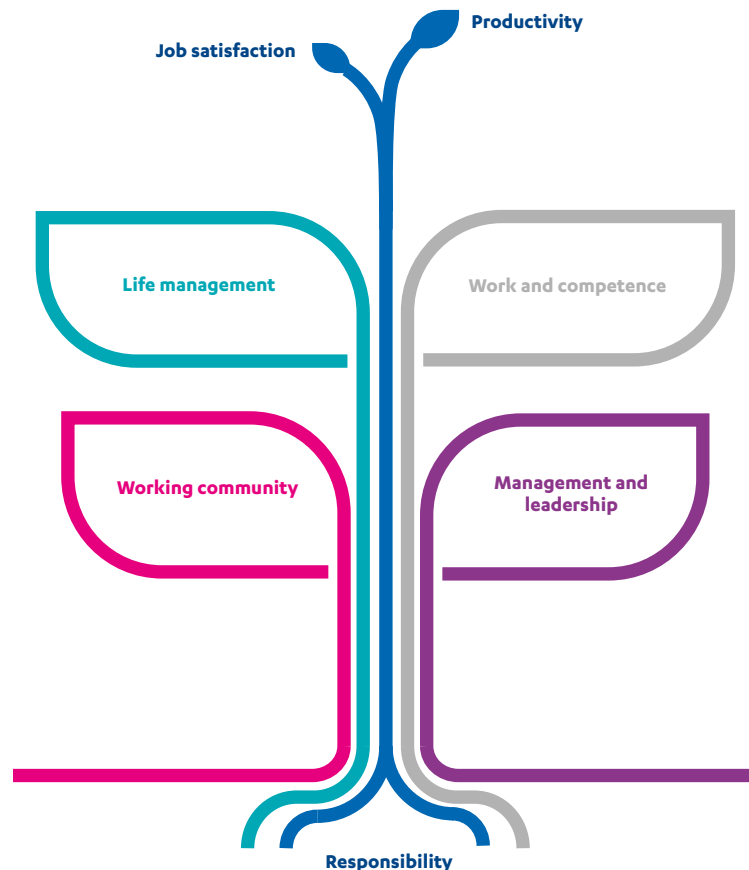 Productivity
Job satisfaction
Life management
Work and competence
Working community
Management and
leadership
Responsibility